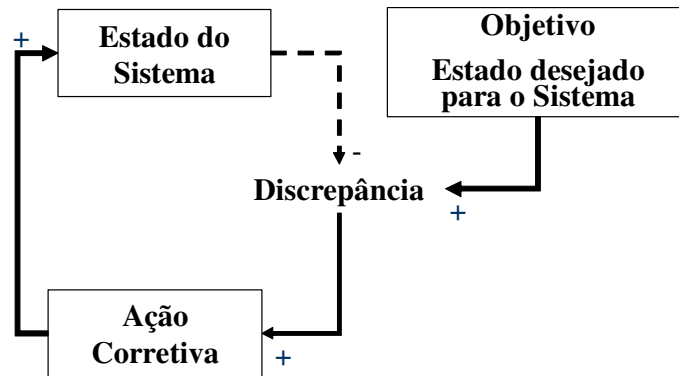 +
Estado do
Sistema
Objetivo
Estado desejado
para o Sistema
-
Discrepância
+
Ação
Corretiva
+